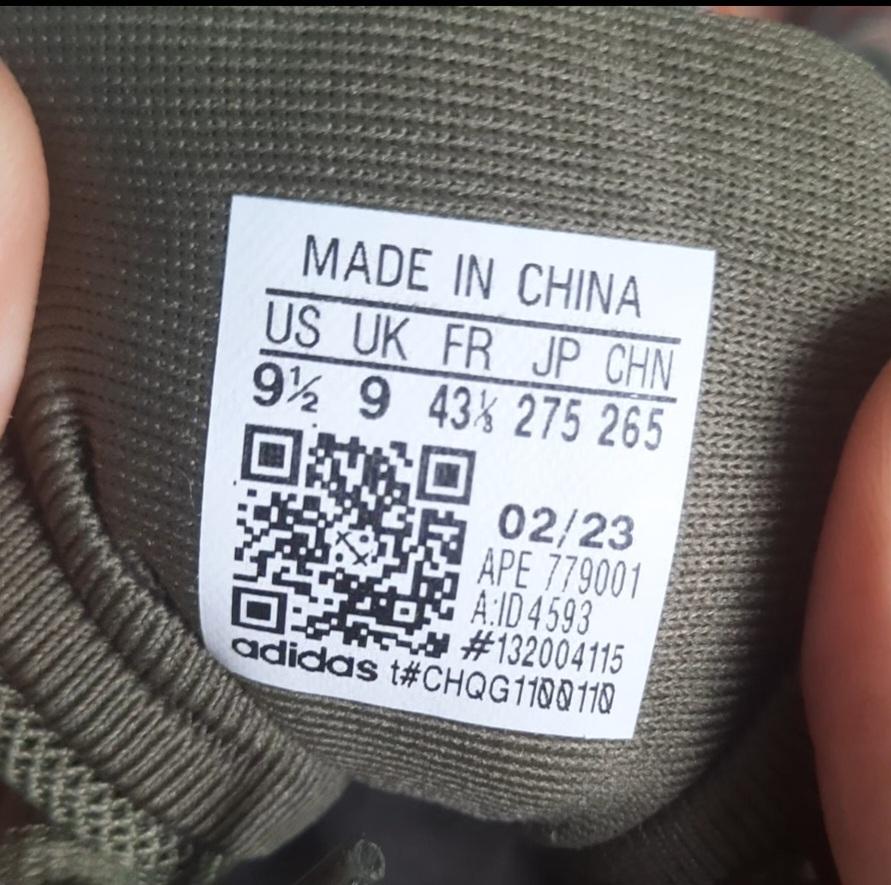 MADE IN CHINA
US UK FR JP CHN
9½ 9 43⅓ 275 265
02/23
APE 779001
A:ID4593
#132004115
adidas t#CHQG1100110